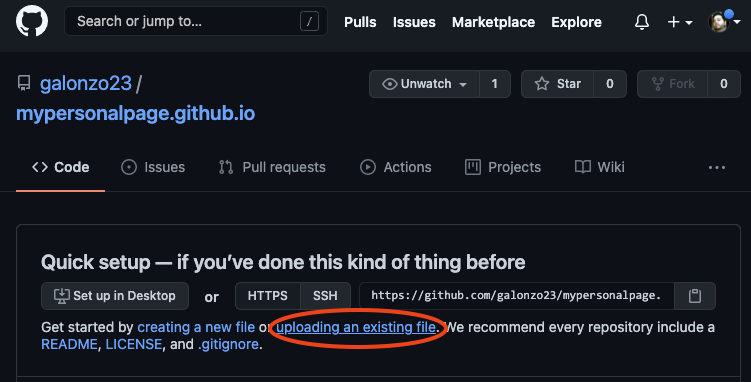 Search or jump to... /
Pulls Issues Marketplace Explore
galonzo23 /
mypersonalpage.github.io
Unwatch 1 Star 0 Fork 0
Code Issues Pull requests Actions Projects Wiki ...
Quick setup — if you've done this kind of thing before
Set up in Desktop or HTTPS SSH https://github.com/galonzo23/mypersonalpage.
Get started by creating a new file or uploading an existing file. We recommend every repository include a
README, LICENSE, and .gitignore.